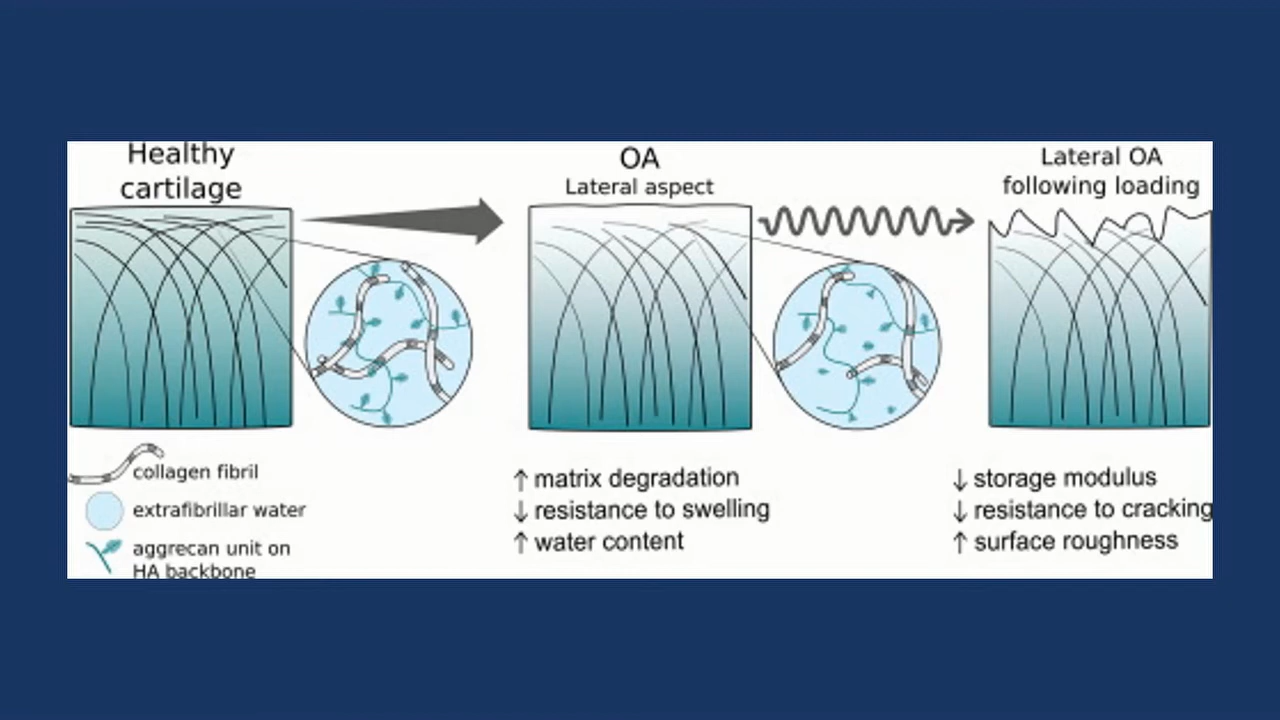 Healthy
cartilage
OA
Lateral aspect
Lateral OA
following loading
collagen fibril
extrafibrillar water
aggrecan unit on
HA backbone
↑ matrix degradation
↓ resistance to swelling
↑ water content
↓ storage modulus
↓ resistance to cracking
↑ surface roughness